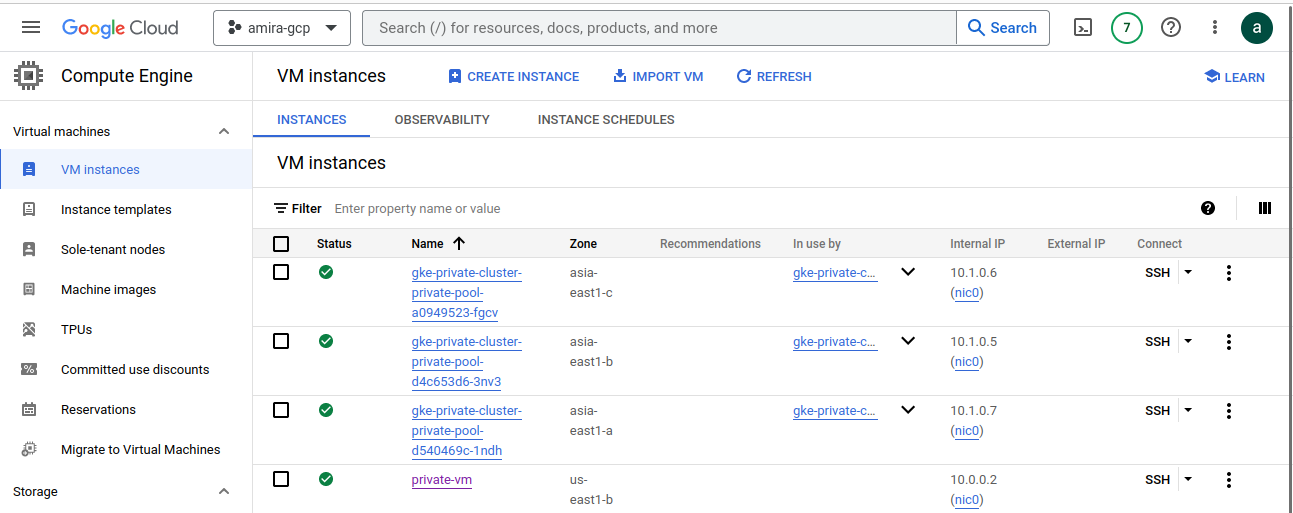 Google Cloud
amira-gcp
Search (/) for resources, docs, products, and more
Search
7
a
Compute Engine
VM instances
CREATE INSTANCE
IMPORT VM
REFRESH
LEARN
Virtual machines
VM instances
Instance templates
Sole-tenant nodes
Machine images
TPUs
Committed use discounts
Reservations
Migrate to Virtual Machines
Storage
INSTANCES OBSERVABILITY INSTANCE SCHEDULES
VM instances
Filter Enter property name or value
Status Name Zone Recommendations In use by Internal IP External IP Connect
gke-private-cluster- asia- gke-private-c... 10.1.0.6 SSH
private-pool- east1-c (nic0)
a0949523-fgcv
gke-private-cluster- asia- gke-private-c... 10.1.0.5 SSH
private-pool- east1-b (nic0)
d4c653d6-3nv3
gke-private-cluster- asia- gke-private-c... 10.1.0.7 SSH
private-pool- east1-a (nic0)
d540469c-1ndh
private-vm us- 10.0.0.2 SSH
east1-b (nic0)